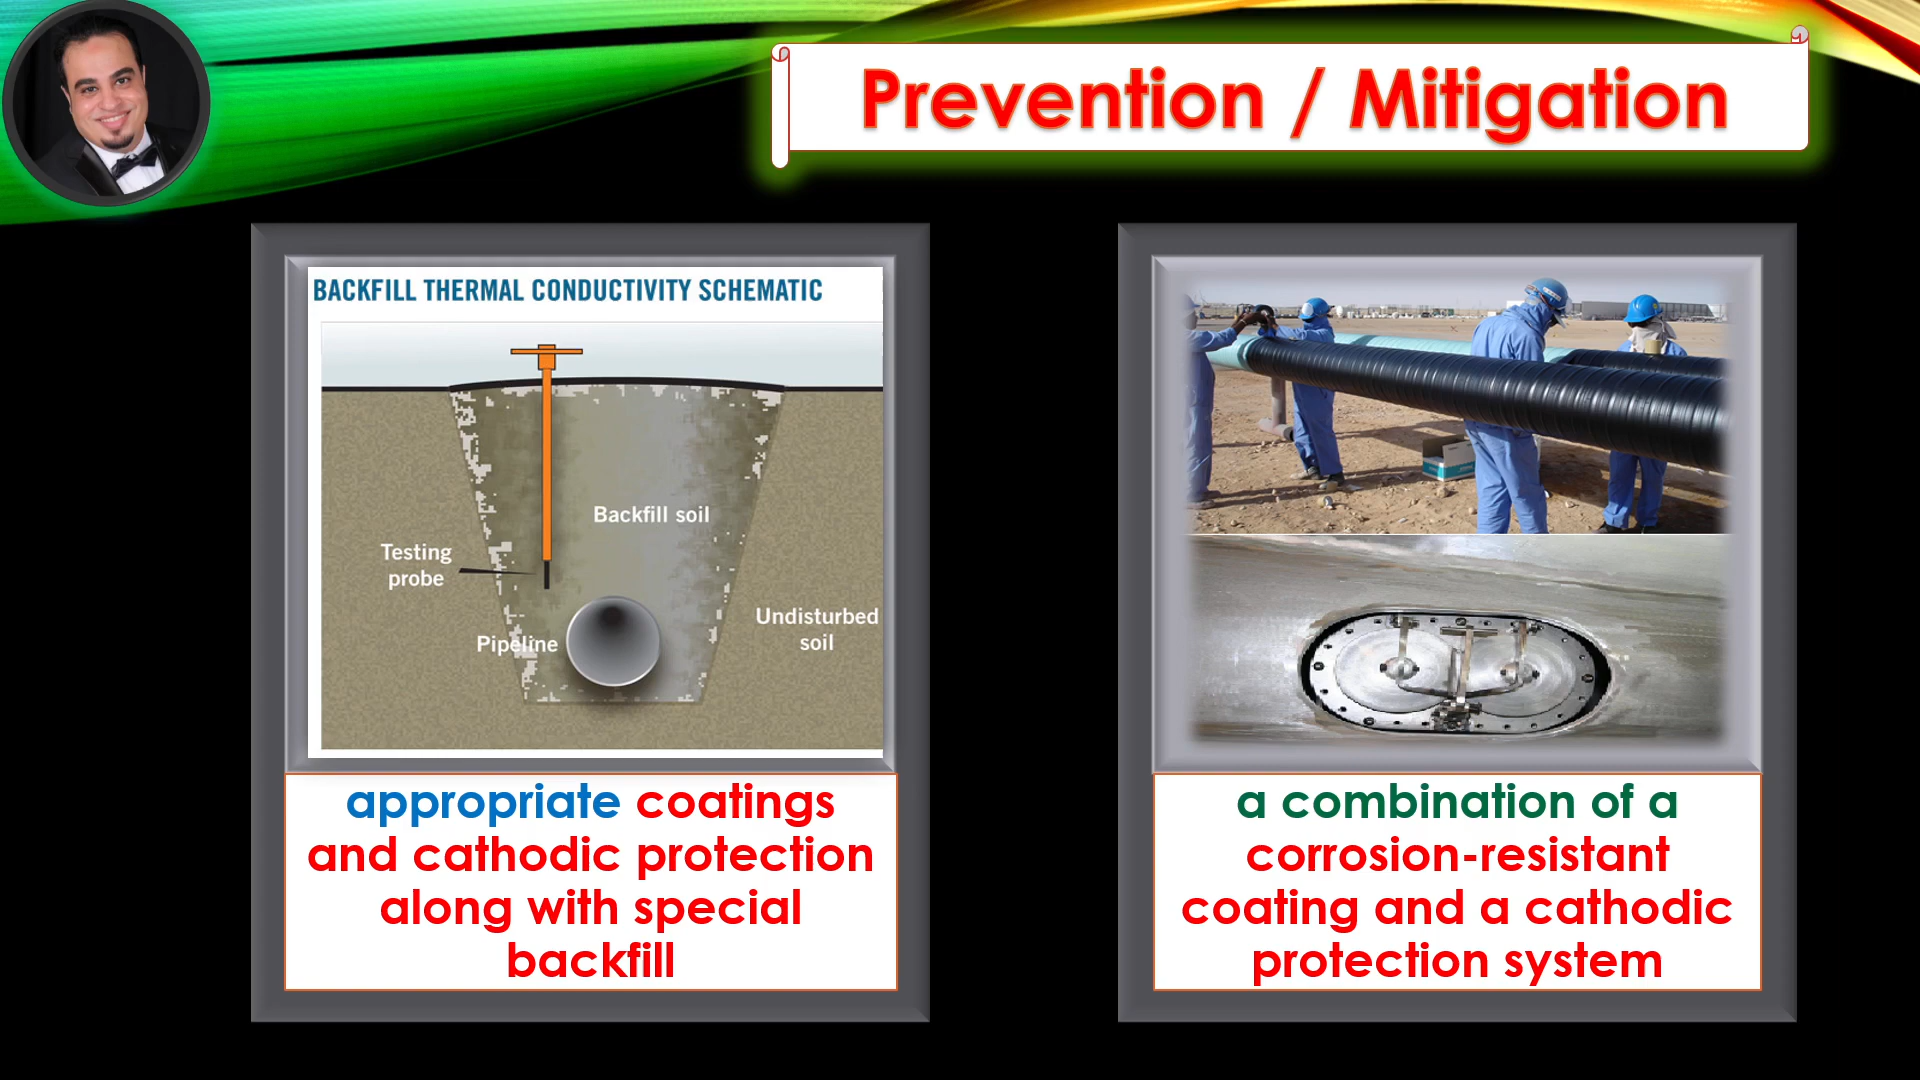 Prevention / Mitigation
BACKFILL THERMAL CONDUCTIVITY SCHEMATIC
Backfill soil
Testing
probe
Undisturbed
soil
Pipeline
appropriate coatings
and cathodic protection
along with special
backfill
a combination of a
corrosion-resistant
coating and a cathodic
protection system